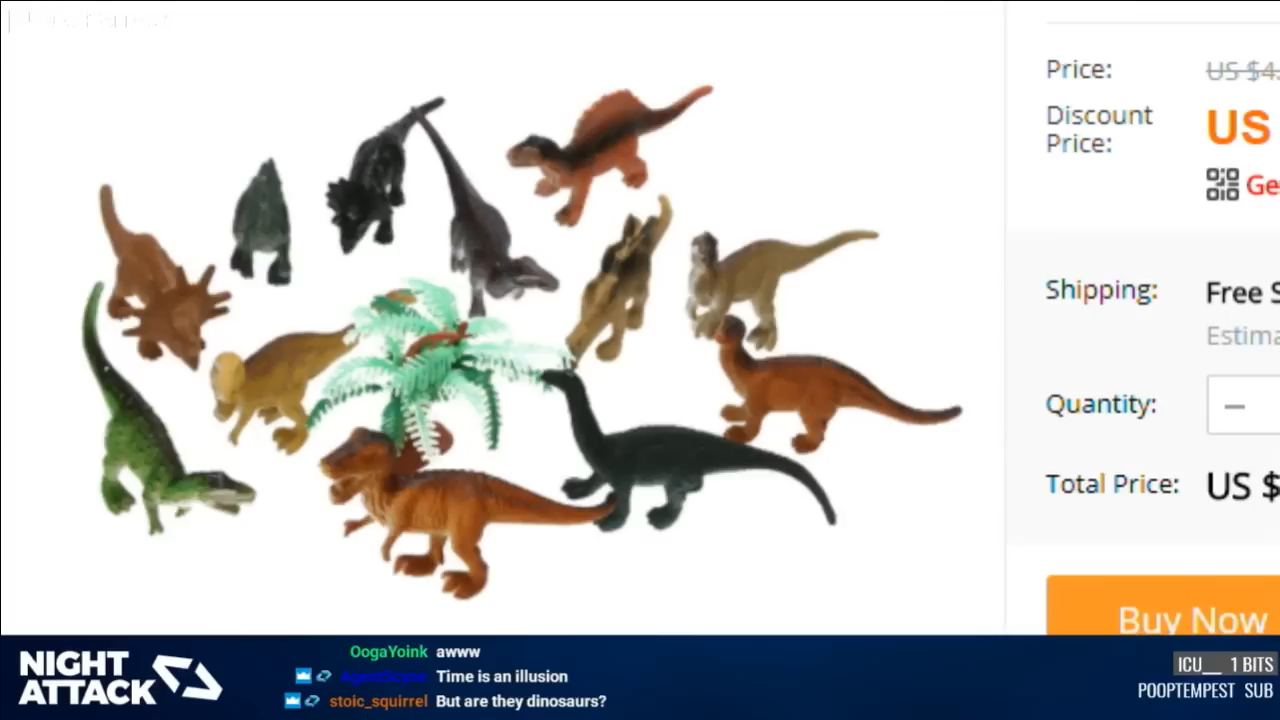 Price:
US $4.
Discount
Price:
US
Ge
Shipping:
Free S
Estima
Quantity:
Total Price:
US $
Buy Now
NIGHT
ATTACK
OogaYoink awww
AgentScyne Time is an illusion
stoic_squirrel But are they dinosaurs?
ICU__ 1 BITS
POOPTEMPEST SUB